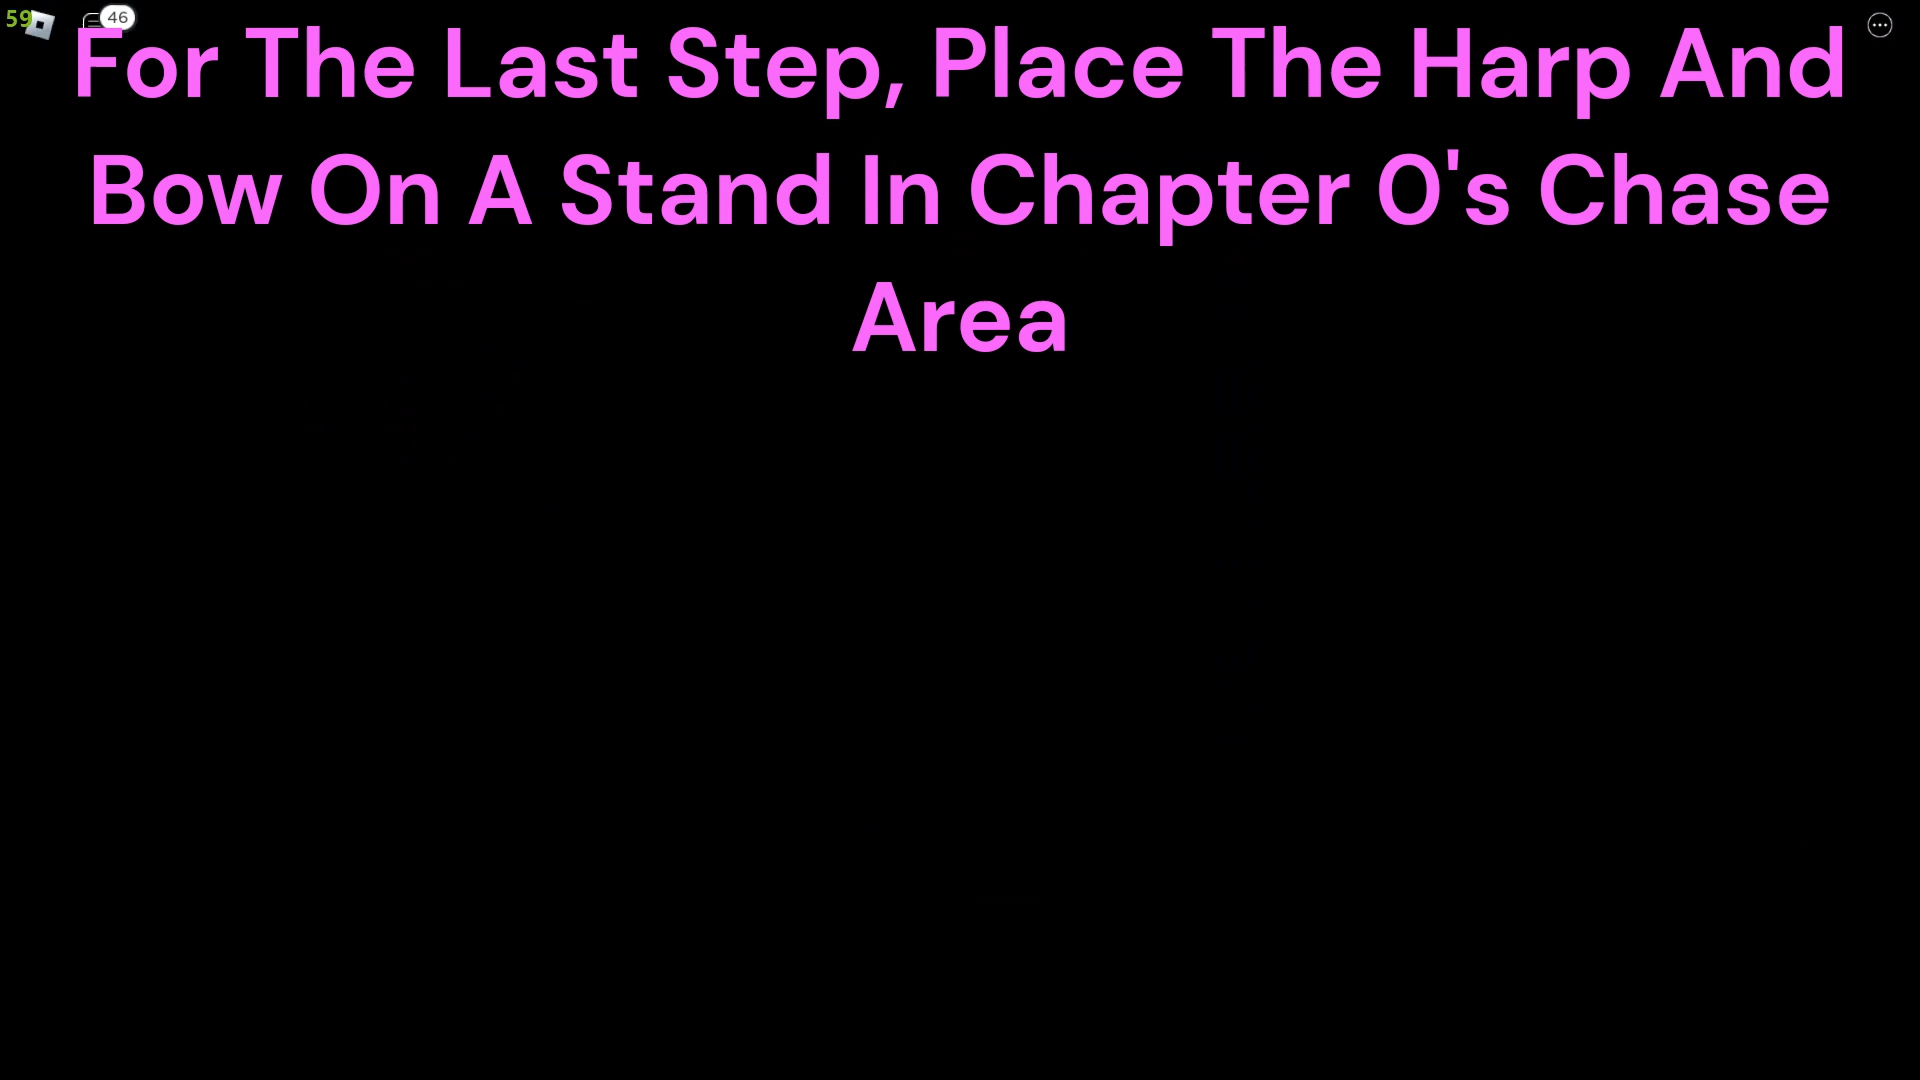 59
46
For The Last Step, Place The Harp And
Bow On A Stand In Chapter 0's Chase
Area